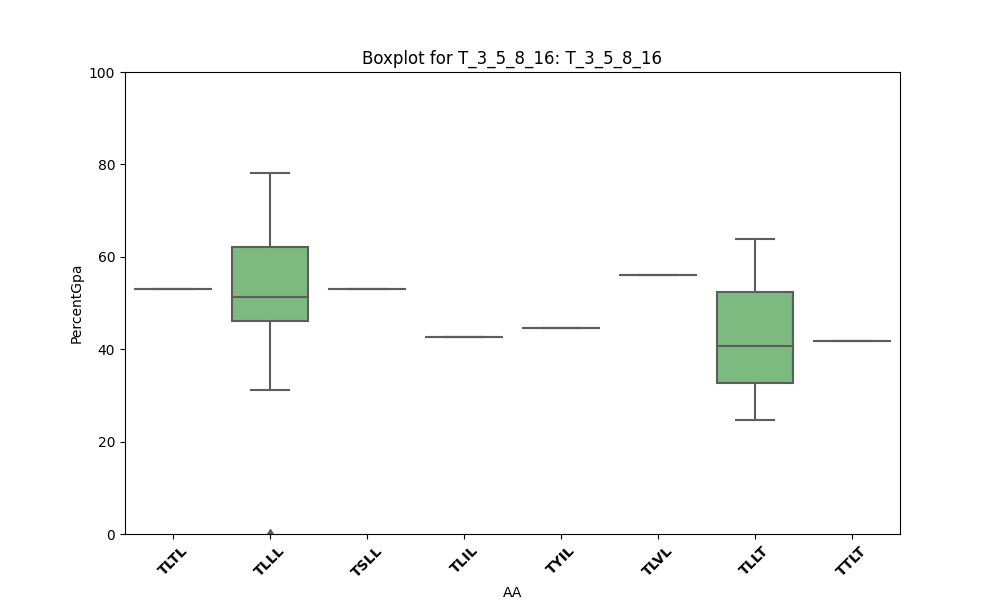 Boxplot for T_3_5_8_16: T_3_5_8_16
100
80
60
40
20
0
PercentGpa
TLTL
TLLL
TSLL
TLIL
TYIL
TLVL
TLLT
TTLT
AA